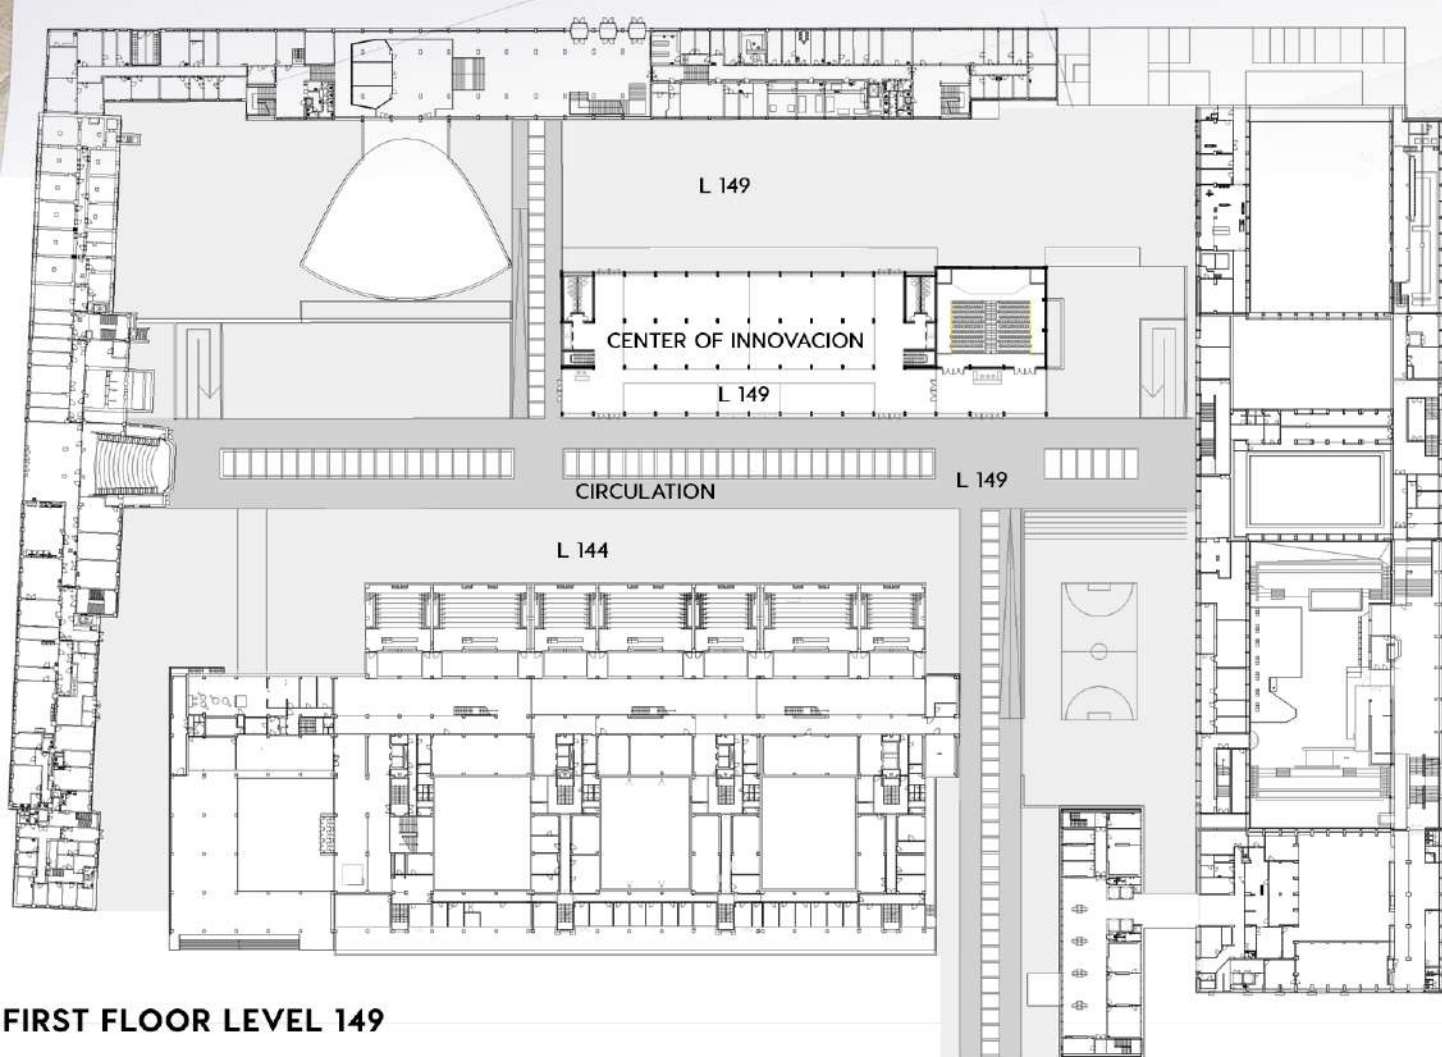 L 149
CENTER OF INNOVACION
L 149
L 149
CIRCULATION
L 144
FIRST FLOOR LEVEL 149